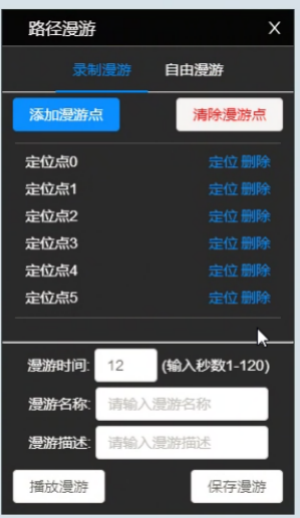 路径漫游 X
录制漫游 自由漫游
添加漫游点 清除漫游点
定位点0 定位 删除
定位点1 定位 删除
定位点2 定位 删除
定位点3 定位 删除
定位点4 定位 删除
定位点5 定位 删除
漫游时间: 12 (输入秒数1-120)
漫游名称: 请输入漫游名称
漫游描述: 请输入漫游描述
播放漫游 保存漫游